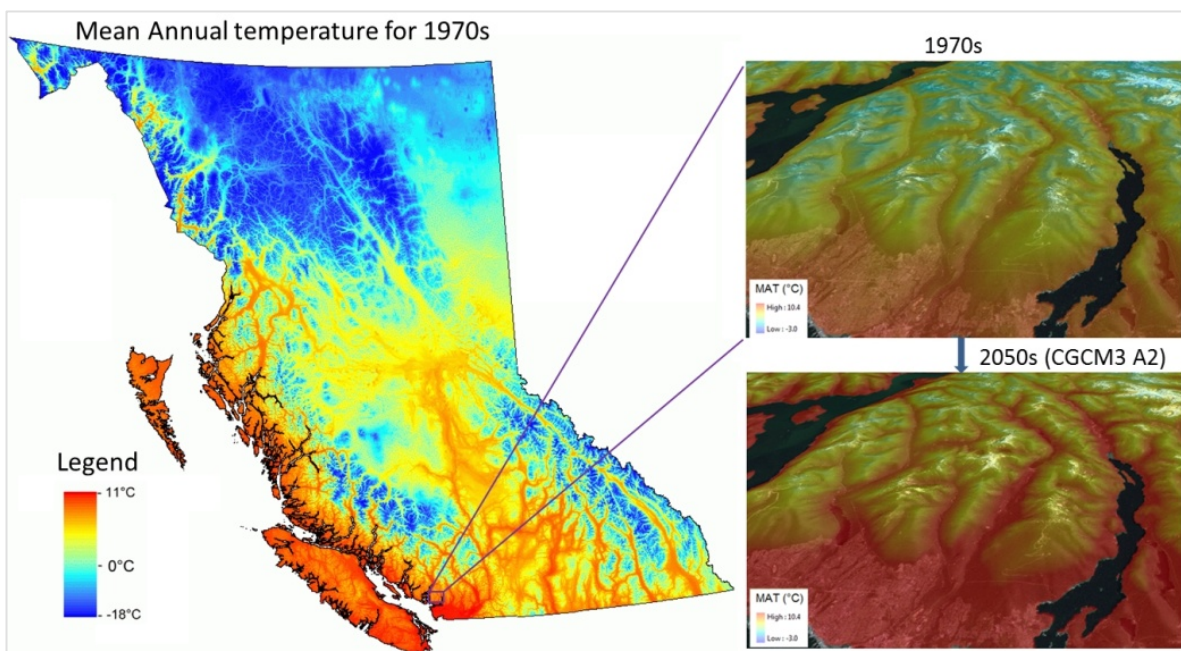 Mean Annual temperature for 1970s
1970s
MAT (°C)
High : 10.4
Low : -3.0
2050s (CGCM3 A2)
Legend
11°C
0°C
-18°C
MAT (°C)
High : 10.4
Low : -3.0